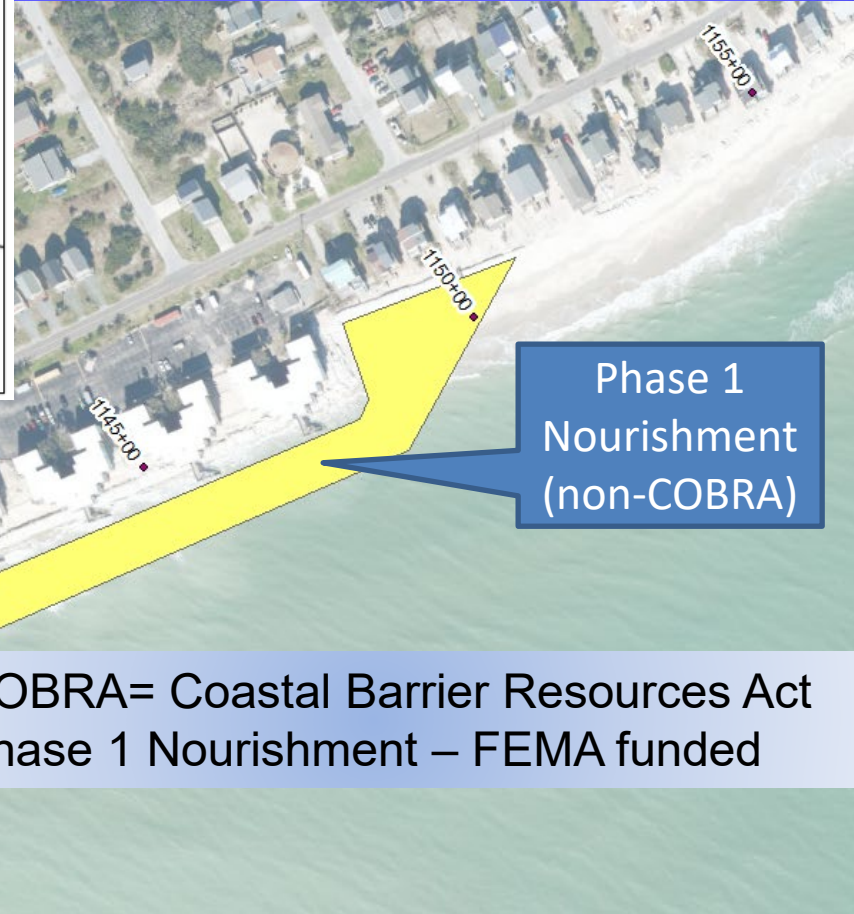 1155+00
1150+00
1145+00
Phase 1
Nourishment
(non-COBRA)
OBRA= Coastal Barrier Resources Act
hase 1 Nourishment – FEMA funded